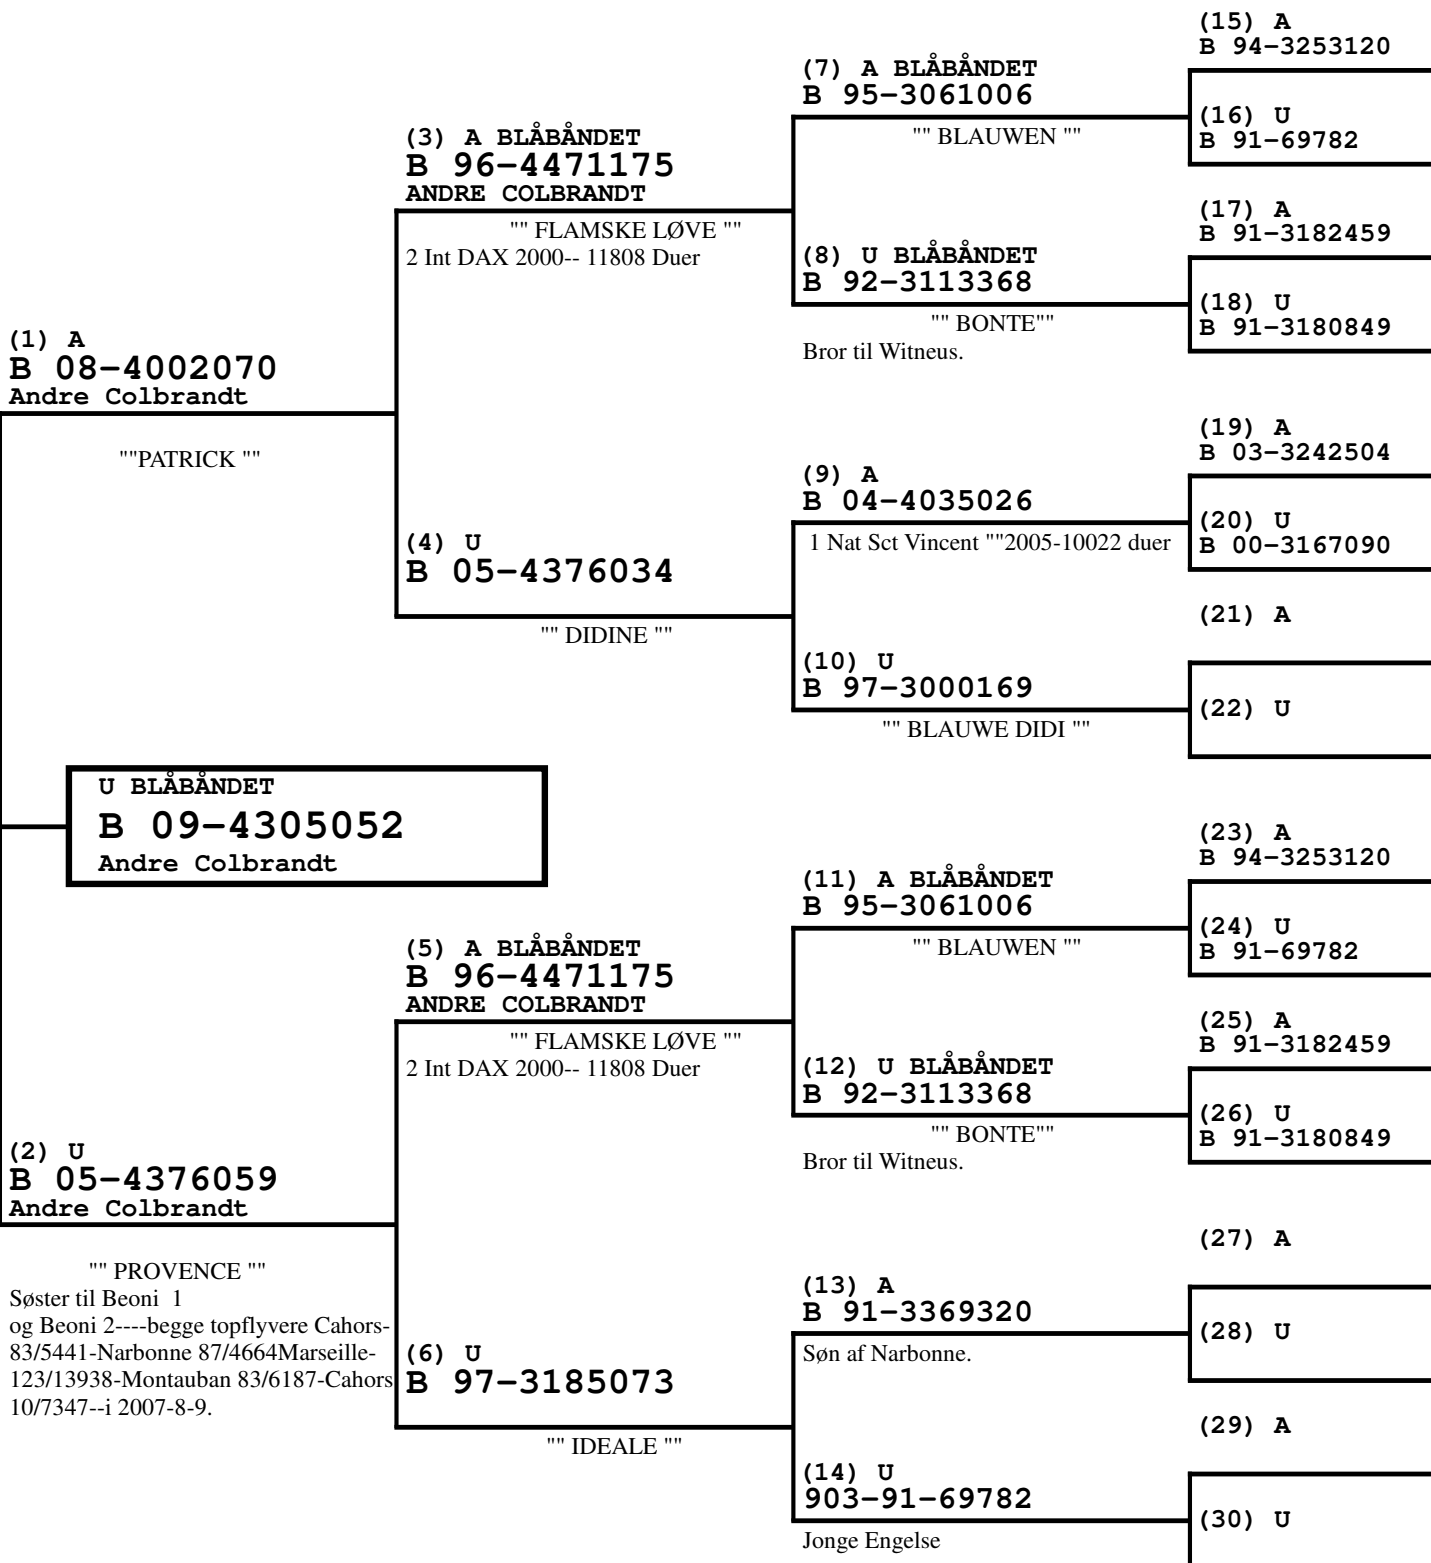 (1) A
B 08-4002070
Andre Colbrandt
""PATRICK ""
U BLÅBÅNDET
B 09-4305052
Andre Colbrandt
(2) U
B 05-4376059
Andre Colbrandt
"" PROVENCE ""
Søster til Beoni 1
og Beoni 2----begge topflyvere Cahors-
83/5441-Narbonne 87/4664Marseille-
123/13938-Montauban 83/6187-Cahors
10/7347--i 2007-8-9.
(3) A BLÅBÅNDET
B 96-4471175
ANDRE COLBRANDT
"" FLAMSKE LØVE ""
2 Int DAX 2000-- 11808 Duer
(4) U
B 05-4376034
"" DIDINE ""
(5) A BLÅBÅNDET
B 96-4471175
ANDRE COLBRANDT
"" FLAMSKE LØVE ""
2 Int DAX 2000-- 11808 Duer
(6) U
B 97-3185073
"" IDEALE ""
(7) A BLÅBÅNDET
B 95-3061006
"" BLAUWEN ""
(8) U BLÅBÅNDET
B 92-3113368
"" BONTE""
Bror til Witneus.
(9) A
B 04-4035026
1 Nat Sct Vincent ""2005-10022 duer
(10) U
B 97-3000169
"" BLAUWE DIDI ""
(11) A BLÅBÅNDET
B 95-3061006
"" BLAUWEN ""
(12) U BLÅBÅNDET
B 92-3113368
"" BONTE""
Bror til Witneus.
(13) A
B 91-3369320
Søn af Narbonne.
(14) U
903-91-69782
Jonge Engelse
(15) A
B 94-3253120
(16) U
B 91-69782
(17) A
B 91-3182459
(18) U
B 91-3180849
(19) A
B 03-3242504
(20) U
B 00-3167090
(21) A
(22) U
(23) A
B 94-3253120
(24) U
B 91-69782
(25) A
B 91-3182459
(26) U
B 91-3180849
(27) A
(28) U
(29) A
(30) U